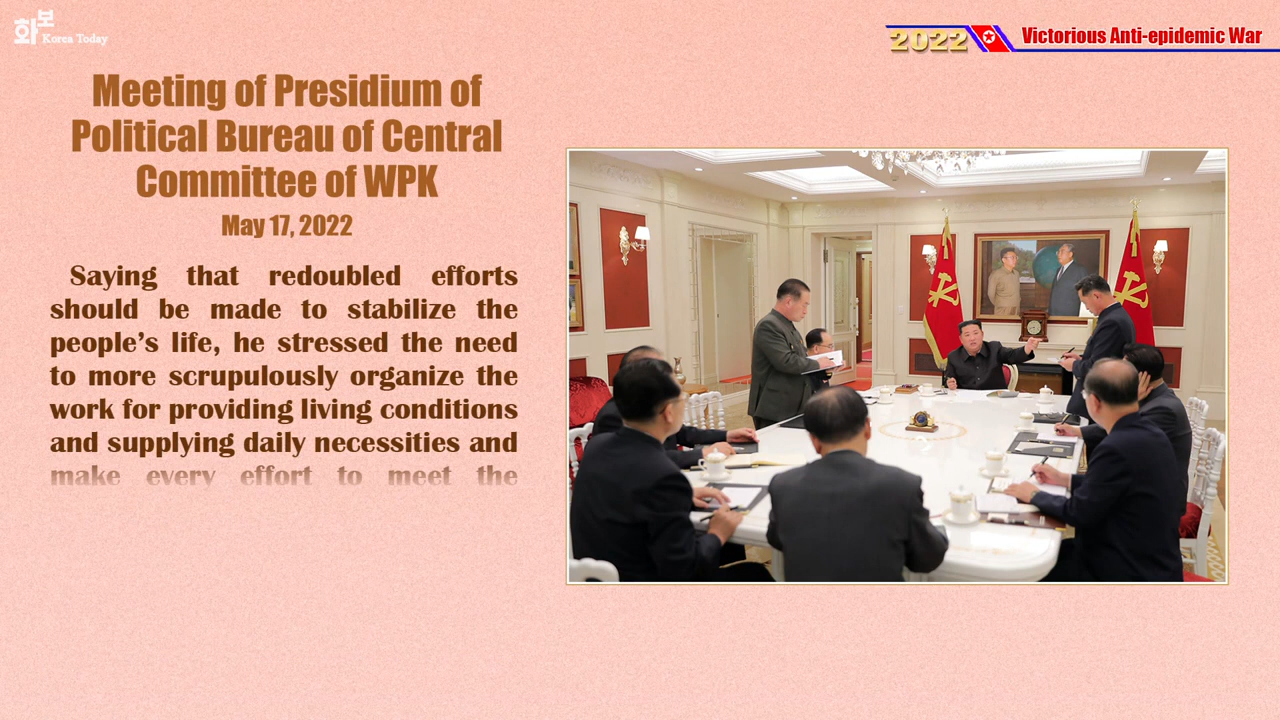 화보
Korea Today
2022 Victorious Anti-epidemic War
Meeting of Presidium of
Political Bureau of Central
Committee of WPK
May 17, 2022
Saying that redoubled efforts
should be made to stabilize the
people's life, he stressed the need
to more scrupulously organize the
work for providing living conditions
and supplying daily necessities and
make every effort to meet the